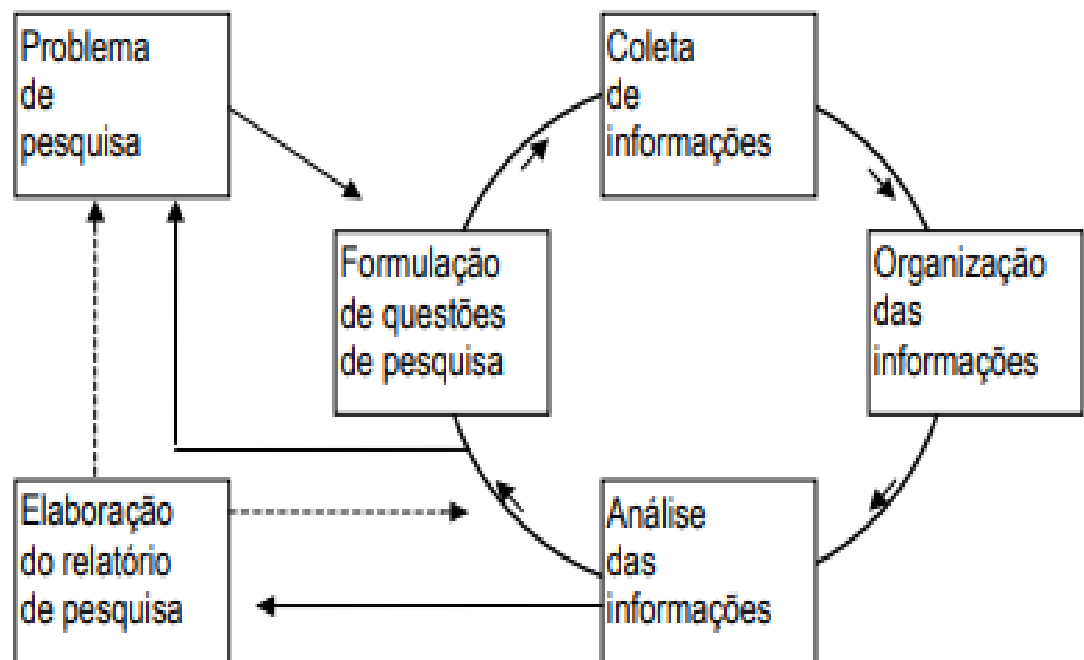 Problema
de
pesquisa
Coleta
de
informações
Formulação
de questões
de pesquisa
Organização
das
informações
Elaboração
do relatório
de pesquisa
Análise
das
informações